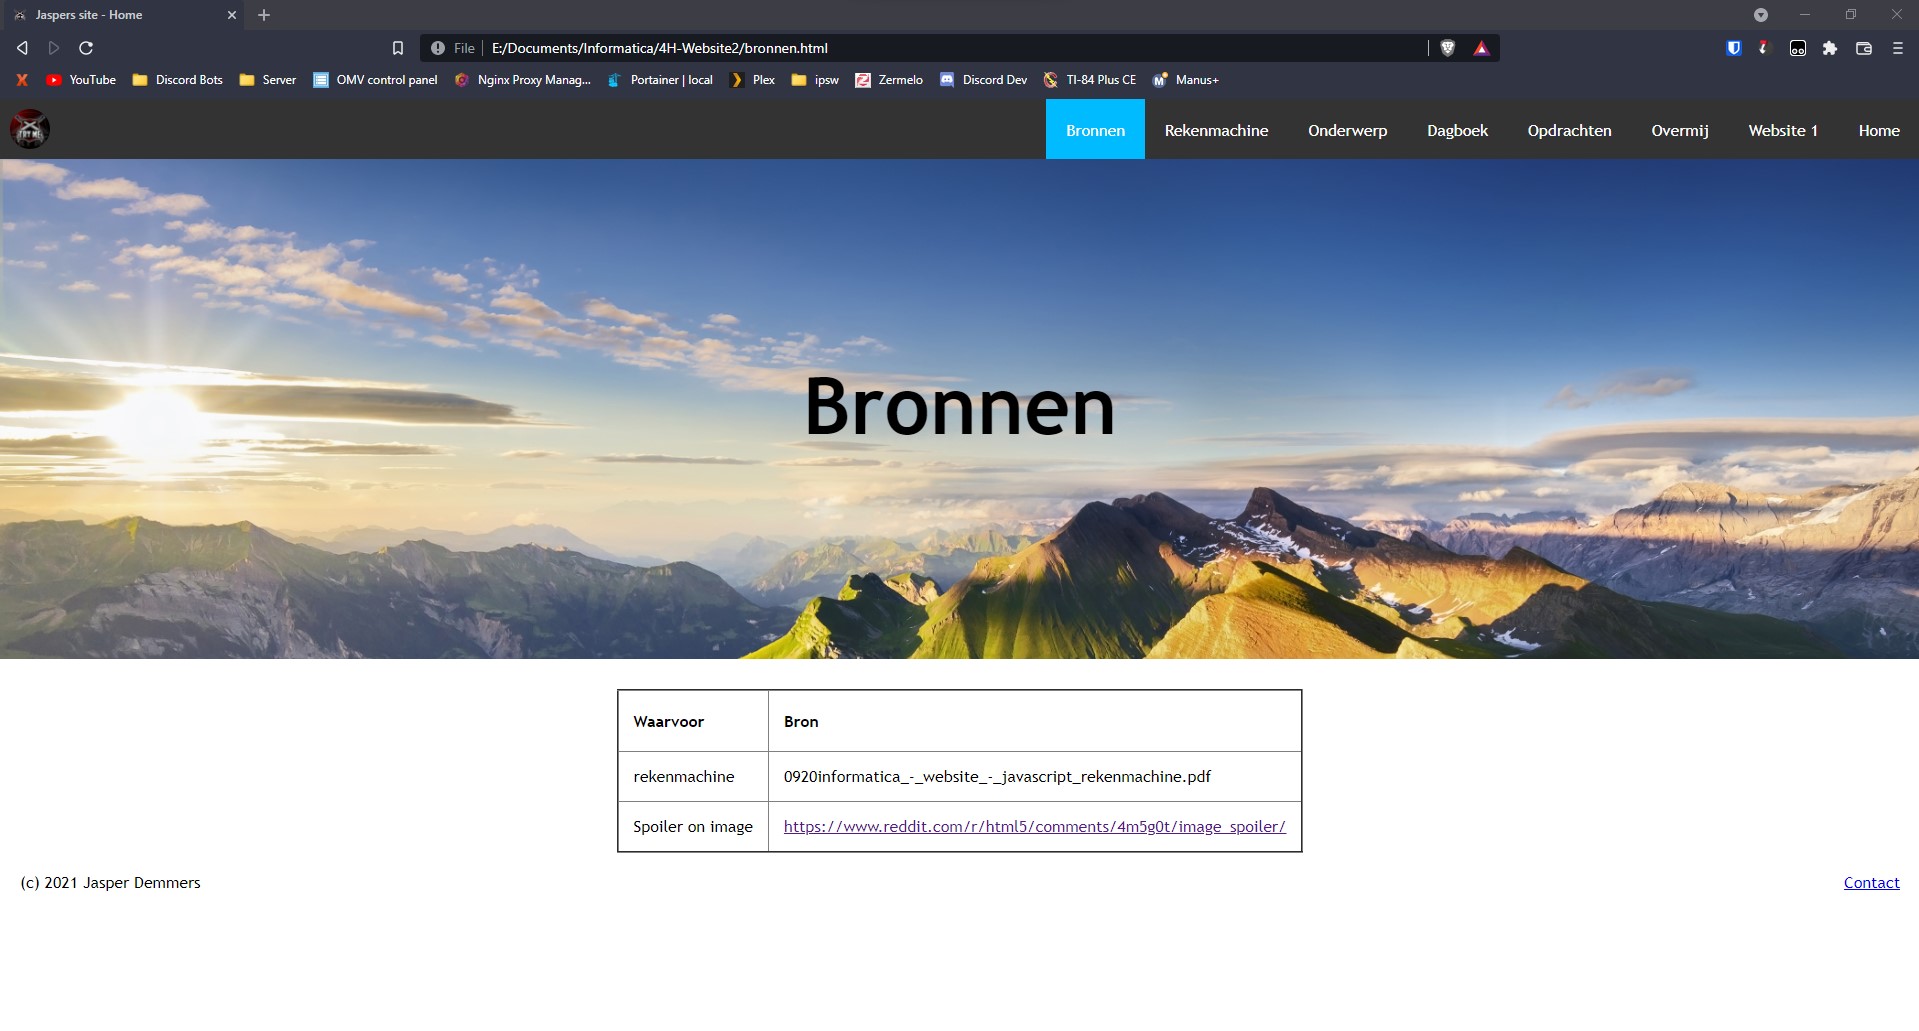 Jaspers site - Home
File E:/Documents/Informatica/4H-Website2/bronnen.html
YouTube Discord Bots Server OMV control panel Nginx Proxy Manag... Portainer | local Plex ipsw Zermelo Discord Dev TI-84 Plus CE Manus+
Bronnen Rekenmachine Onderwerp Dagboek Opdrachten Overmij Website 1 Home
Bronnen
Waarvoor Bron
rekenmachine 0920informatica_-_website_-_javascript_rekenmachine.pdf
Spoiler on image https://www.reddit.com/r/html5/comments/4m5g0t/image_spoiler/
(c) 2021 Jasper Demmers Contact